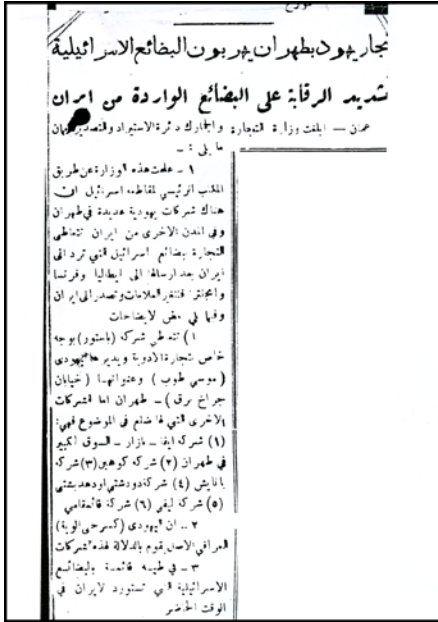 تجار يهود بطهران يهربون البضائع الاسرائيلية
تشديد الرقابة على البضائع الواردة من ايران
عمان — ابلغت وزارة التجارة والجمارك دائرة الاستيراد والتصدير بعمان
ما يلي : ـ
١ ـ علمت هذه الوزارة عن طريق
المكتب الرئيسي لمقاطعة اسرائيل ان
هناك شركات يهودية عديدة في طهران
وفي المدن الاخرى من ايران تتعاطى
التجارة ببضائع اسرائيل التي ترد الى
ايران بعد ارسالها الى ايطاليا وفرنسا
وانجلترا فتتغير العلامات وتصدر الى ايران
وفيما يلي بعض الايضاحات
١) تتعاطى شركة (باستور) بوجه
خاص بتجارة الادوية ويديرها اليهودي
(موسي طوب) وعنوانها (خيابان
جراغ برق) ـ طهران اما الشركات
الاخرى التي لها ضلع في الموضوع فهي:
(١) شركة ايفا ـ بازار ـ السوق الكبير
في طهران (٢) شركة كوهين (٣) شركة
(٤) شركة
(٥) شركة ليفي (٦) شركة
٢ .. ان اليهودي
العراقي الاصل يقوم بالدلالة لهذه الشركات
٣ ـ في طيه قائمة بالبضائع
الاسرائيلية التي تستورد لايران في
الوقت الحاضر